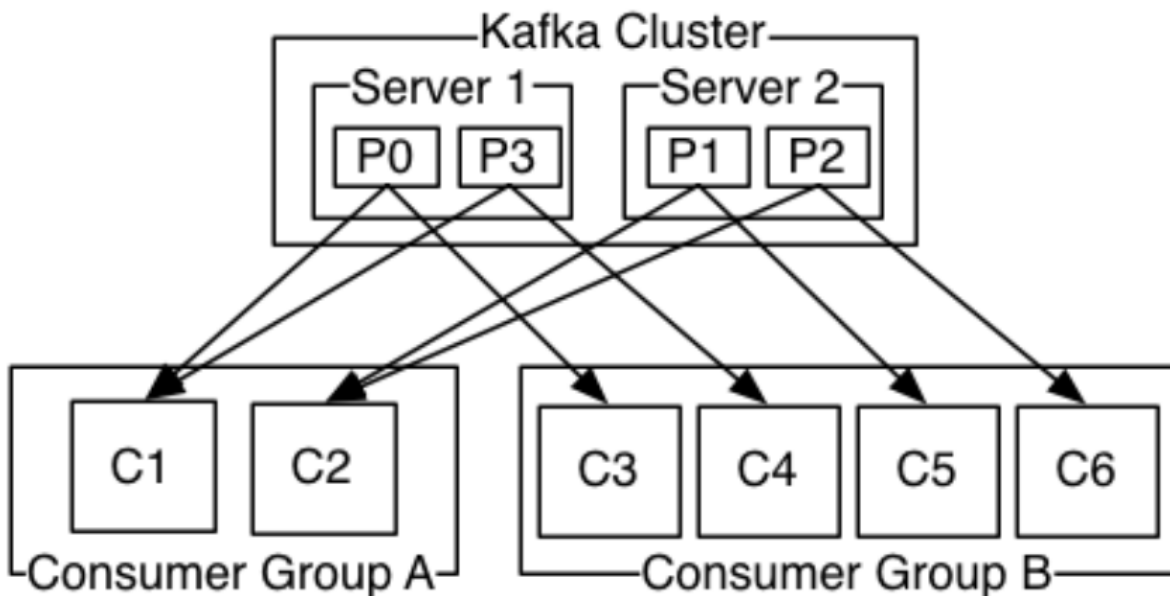 Kafka Cluster
Server 1
Server 2
P0
P3
P1
P2
C1
C2
C3
C4
C5
C6
Consumer Group A
Consumer Group B